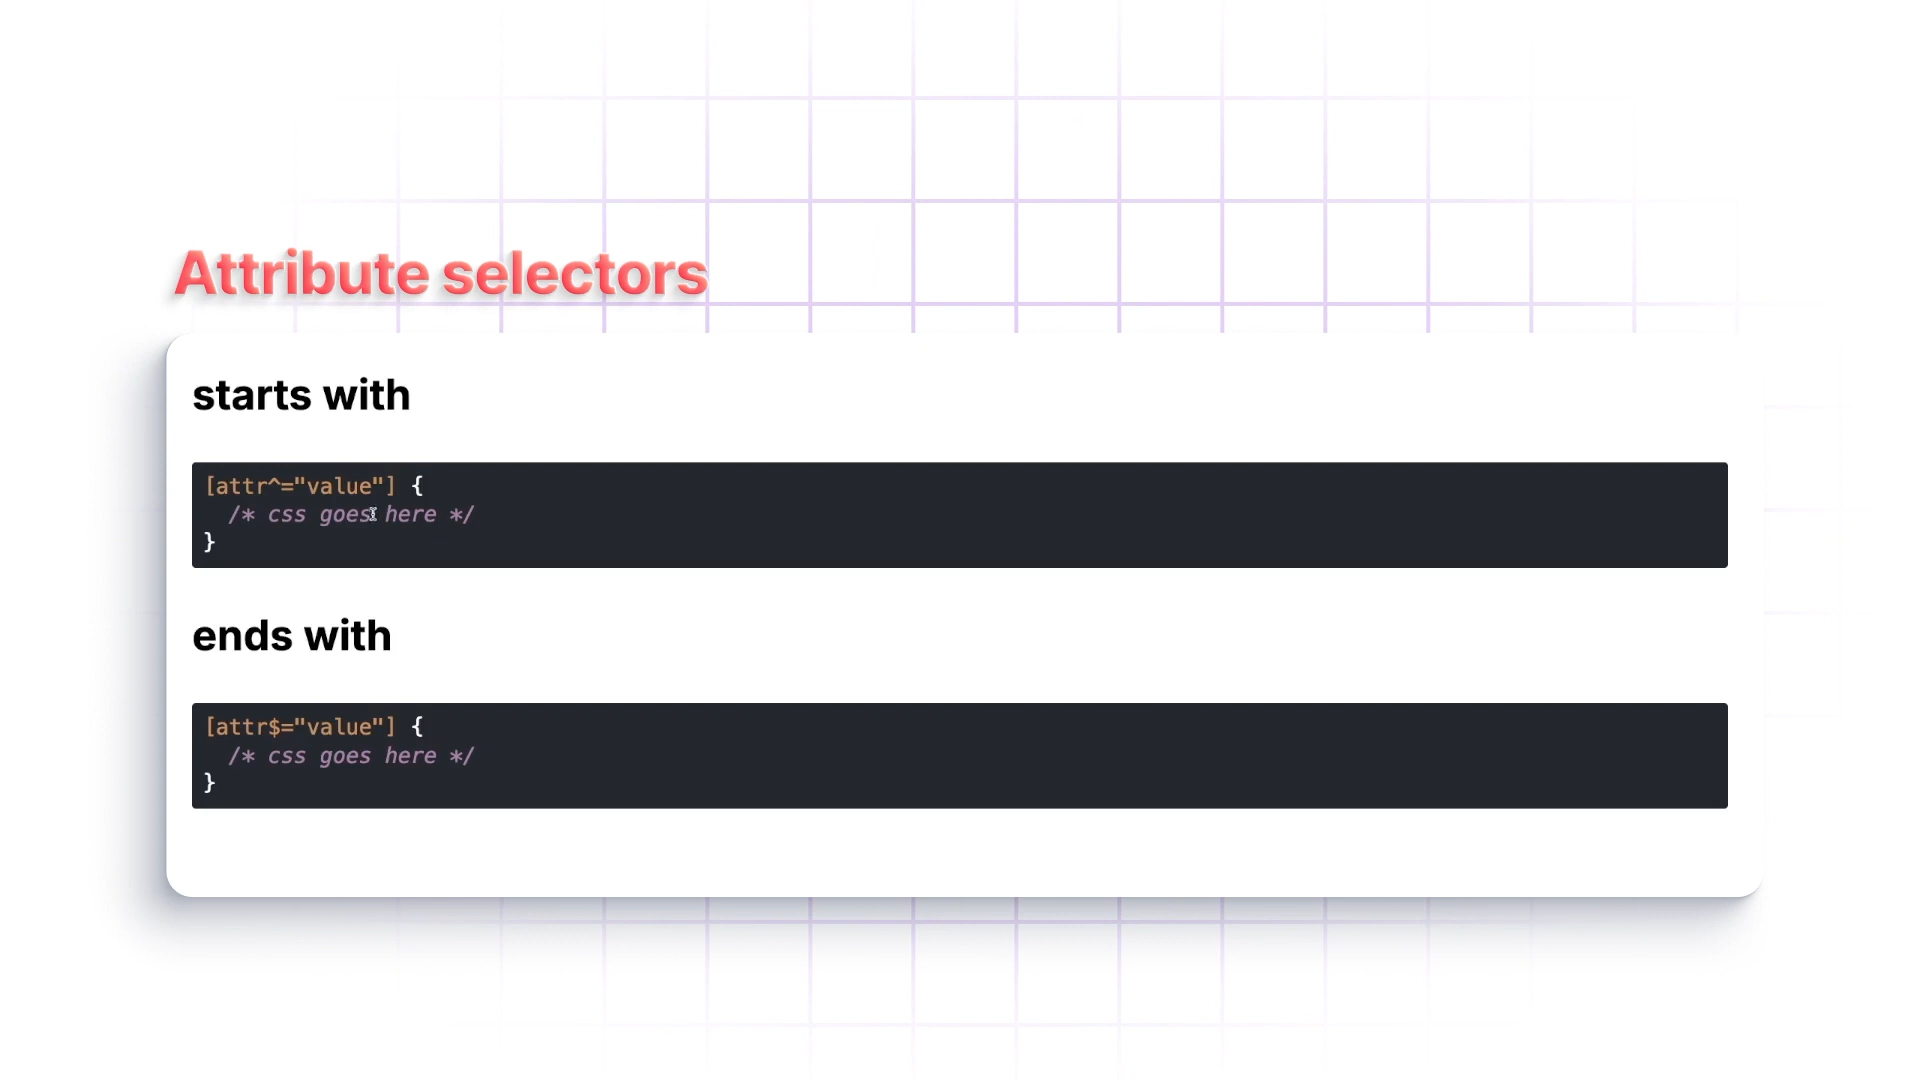 Attribute selectors
starts with
[attr^="value"] {
  /* css goes here */
}
ends with
[attr$="value"] {
  /* css goes here */
}